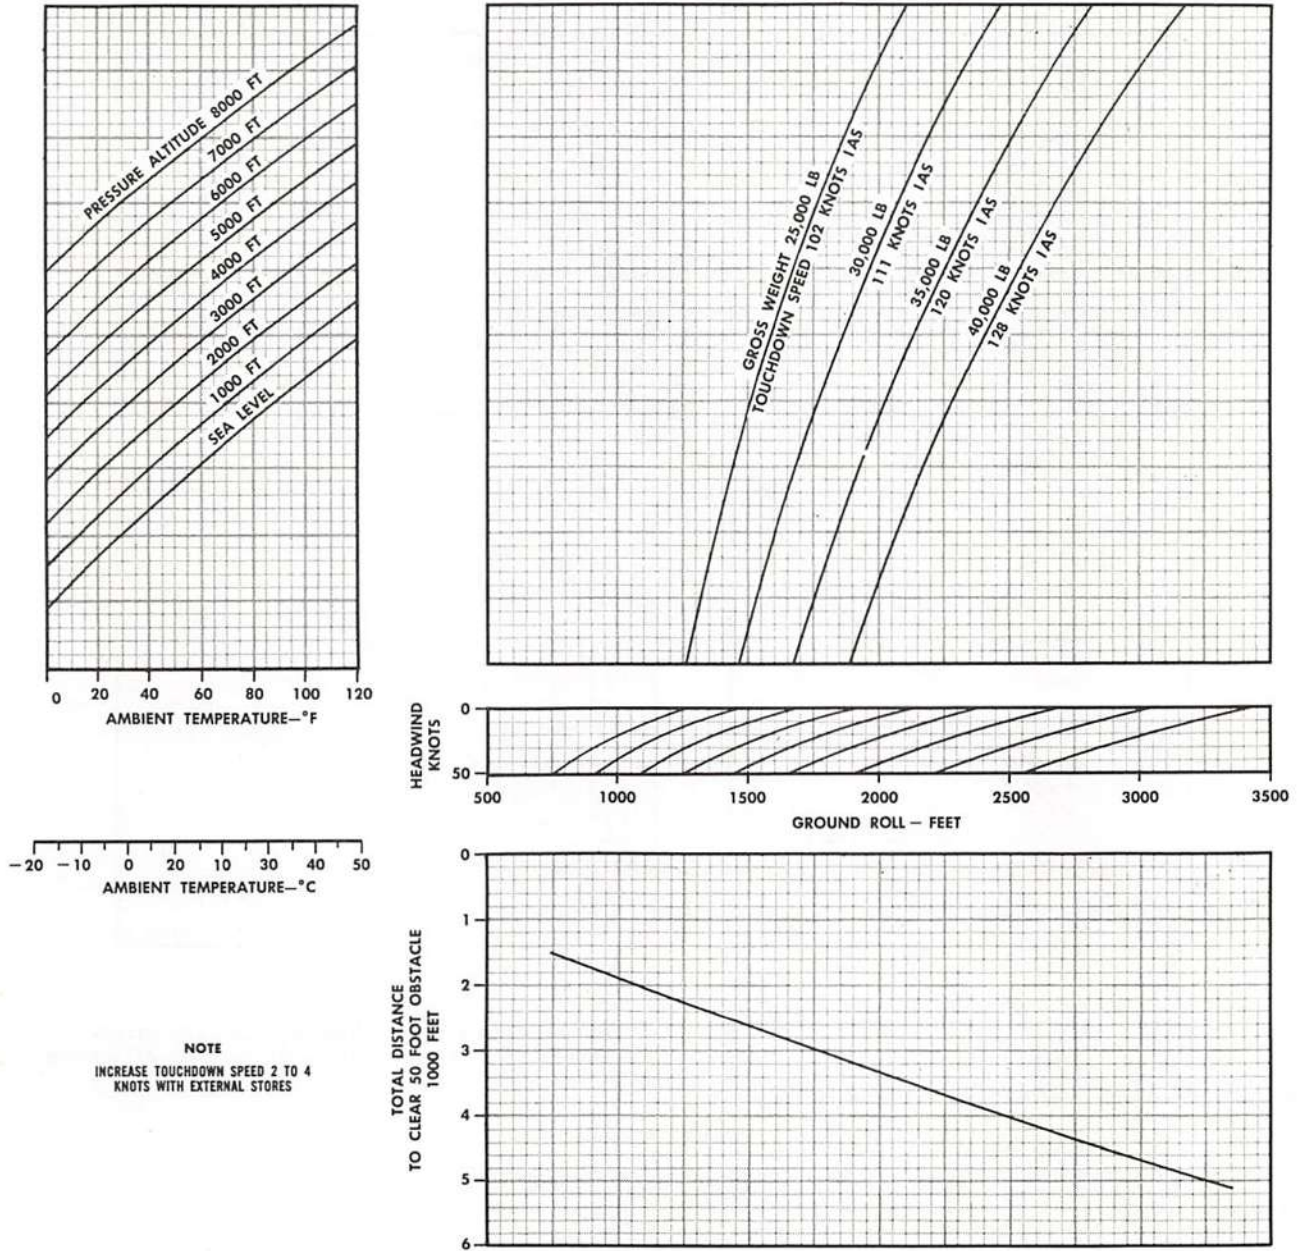 PRESSURE ALTITUDE 8000 FT
7000 FT
6000 FT
5000 FT
4000 FT
3000 FT
2000 FT
1000 FT
SEA LEVEL
0 20 40 60 80 100 120
AMBIENT TEMPERATURE—°F
GROSS WEIGHT 25,000 LB
TOUCHDOWN SPEED 102 KNOTS IAS
30,000 LB
111 KNOTS IAS
35,000 LB
120 KNOTS IAS
40,000 LB
128 KNOTS IAS
HEADWIND
KNOTS
0
50
500 1000 1500 2000 2500 3000 3500
GROUND ROLL — FEET
−20 −10 0 20 10 30 40 50
AMBIENT TEMPERATURE—°C
NOTE
INCREASE TOUCHDOWN SPEED 2 TO 4
KNOTS WITH EXTERNAL STORES
TOTAL DISTANCE
TO CLEAR 50 FOOT OBSTACLE
1000 FEET
0
1
2
3
4
5
6